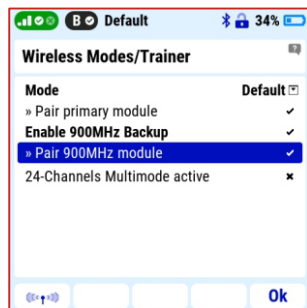 B Default 34%
Wireless Modes/Trainer
Mode Default
» Pair primary module
Enable 900MHz Backup
» Pair 900MHz module
24-Channels Multimode active
Ok